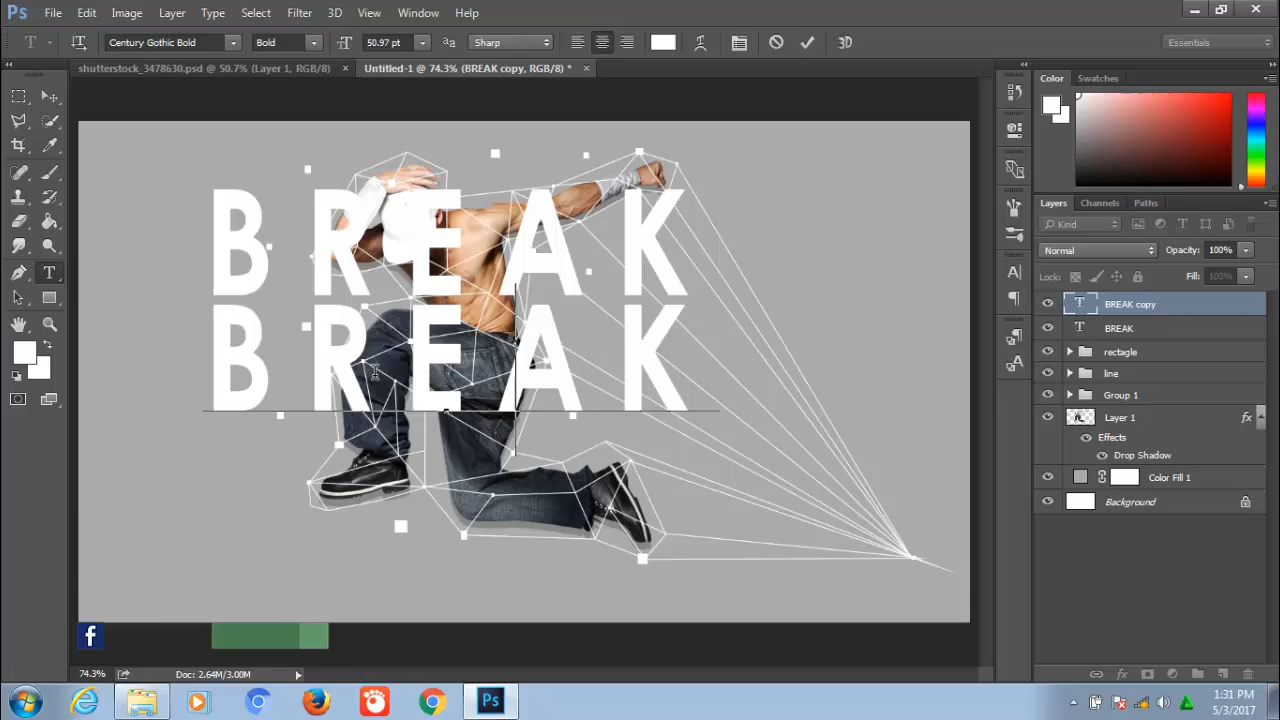 Ps File Edit Image Layer Type Select Filter 3D View Window Help
T Century Gothic Bold Bold 50.97 pt Sharp 3D Essentials
shutterstock_3478630.psd @ 50.7% (Layer 1, RGB/8) × Untitled-1 @ 74.3% (BREAK copy, RGB/8) * ×
Color Swatches
BREAK
BREAK
Layers Channels Paths
Kind
Normal Opacity: 100%
Lock: Fill: 100%
T BREAK copy
T BREAK
rectagle
line
Group 1
Layer 1 fx
Effects
Drop Shadow
Color Fill 1
Background
f
74.3% Doc: 2.64M/3.00M
Ps
1:31 PM
5/3/2017